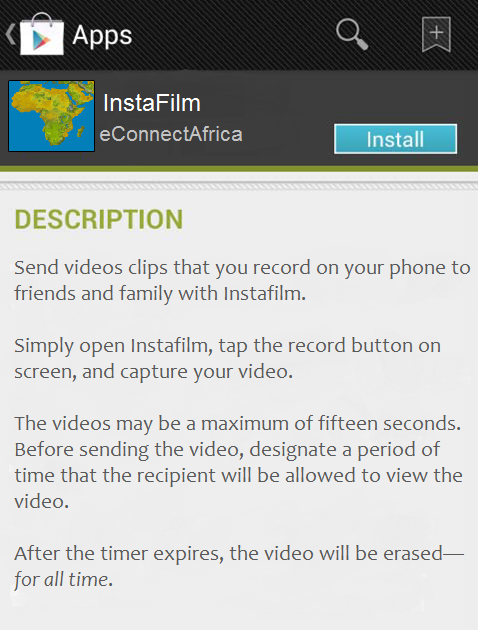 Apps
InstaFilm
eConnectAfrica
Install
DESCRIPTION
Send videos clips that you record on your phone to
friends and family with Instafilm.
Simply open Instafilm, tap the record button on
screen, and capture your video.
The videos may be a maximum of fifteen seconds.
Before sending the video, designate a period of
time that the recipient will be allowed to view the
video.
After the timer expires, the video will be erased—
for all time.